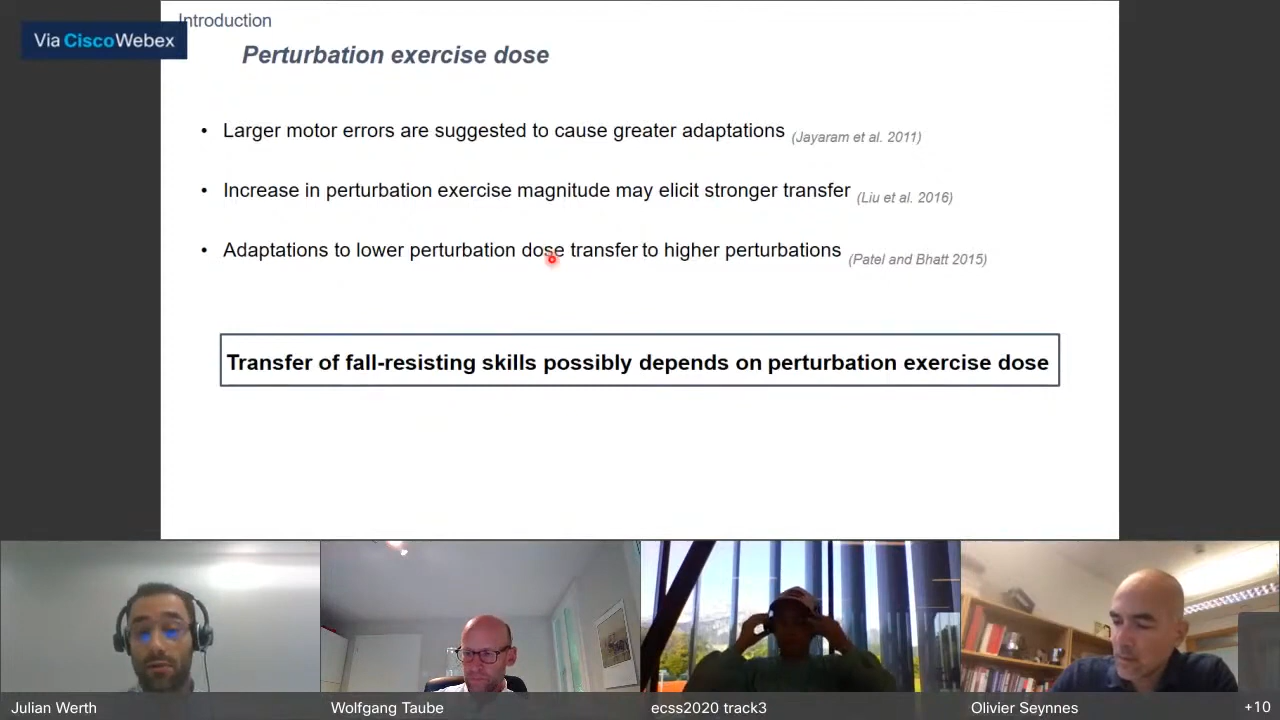 Introduction
Via Cisco Webex
Perturbation exercise dose
• Larger motor errors are suggested to cause greater adaptations (Jayaram et al. 2011)
• Increase in perturbation exercise magnitude may elicit stronger transfer (Liu et al. 2016)
• Adaptations to lower perturbation dose transfer to higher perturbations (Patel and Bhatt 2015)
Transfer of fall-resisting skills possibly depends on perturbation exercise dose
Julian Werth
Wolfgang Taube
ecss2020 track3
Olivier Seynnes
+10